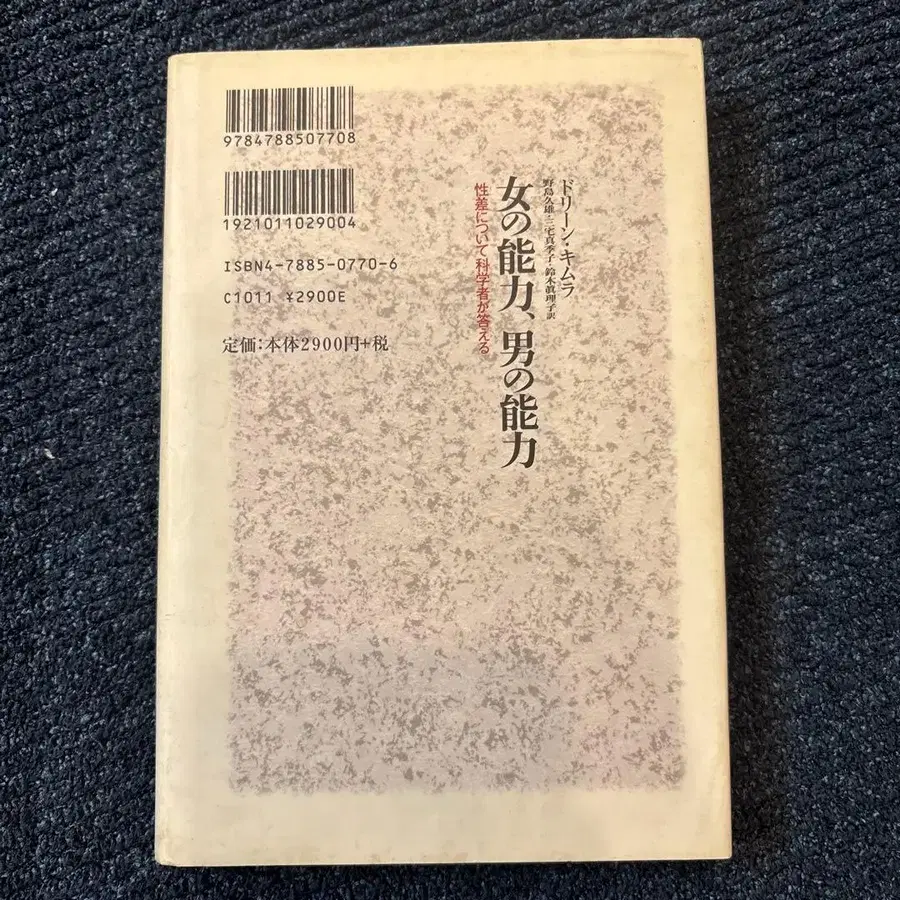 9784788507708
1921011029004
ISBN4-7885-0770-6
C1011 ¥2900E
定価:本体2900円+税
ドリーン・キムラ
野島久雄・三宅真季子・鈴木眞理子訳
女の能力、男の能力
性差について科学者が答える